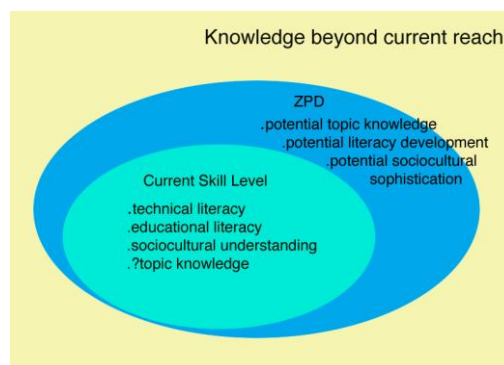 Knowledge beyond current reach
ZPD
.potential topic knowledge
.potential literacy development
.potential sociocultural
sophistication
Current Skill Level
.technical literacy
.educational literacy
.sociocultural understanding
.?topic knowledge